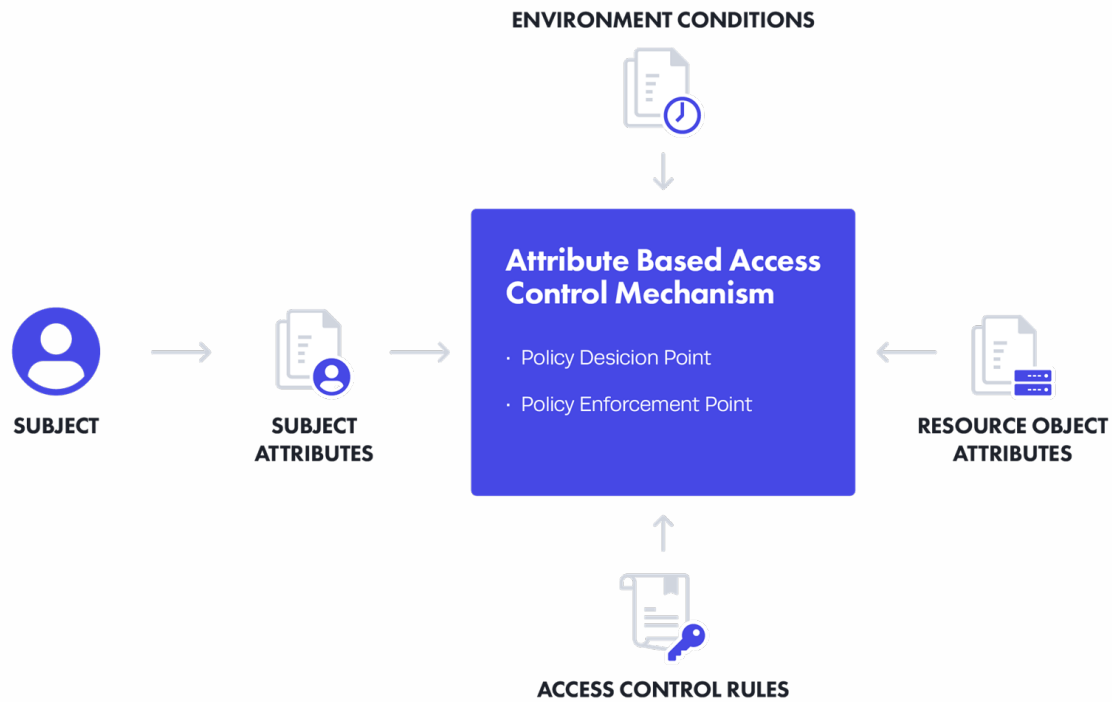 ENVIRONMENT CONDITIONS
Attribute Based Access
Control Mechanism
· Policy Desicion Point
· Policy Enforcement Point
SUBJECT
SUBJECT
ATTRIBUTES
RESOURCE OBJECT
ATTRIBUTES
ACCESS CONTROL RULES